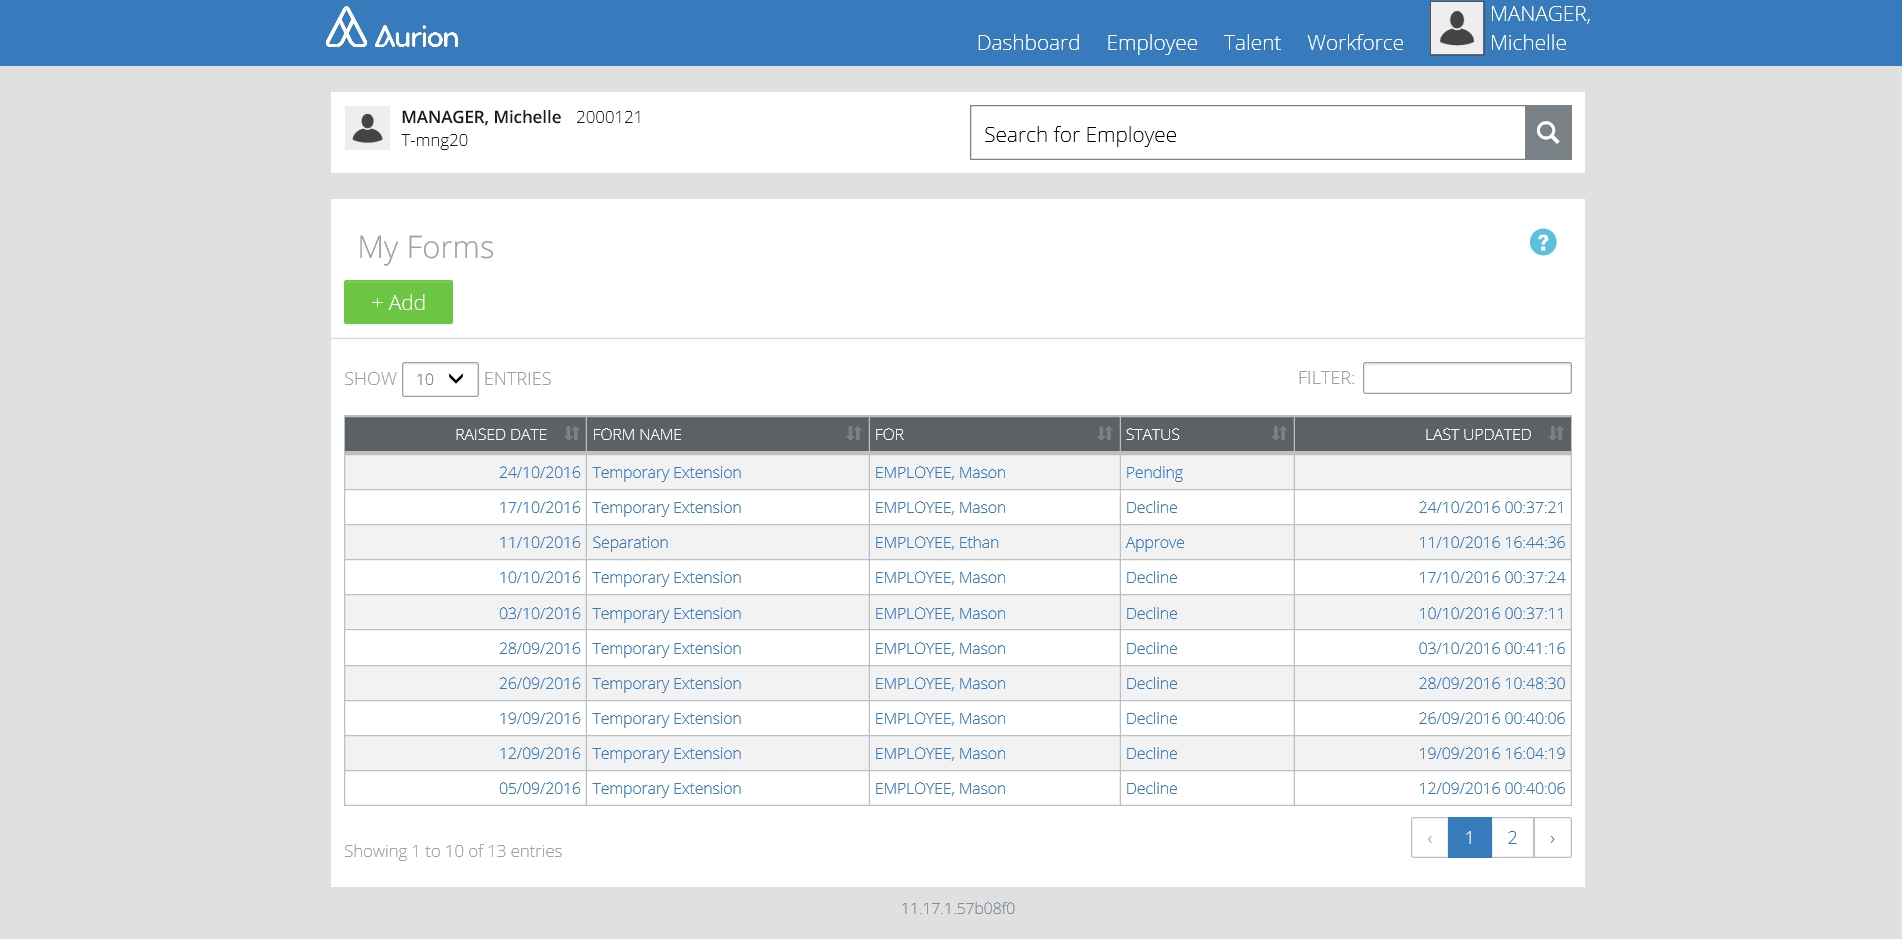 Aurion
Dashboard Employee Talent Workforce MANAGER,
Michelle
MANAGER, Michelle 2000121
T-mng20
Search for Employee
My Forms
?
+ Add
SHOW 10 ENTRIES
FILTER:
RAISED DATE FORM NAME FOR STATUS LAST UPDATED
24/10/2016 Temporary Extension EMPLOYEE, Mason Pending
17/10/2016 Temporary Extension EMPLOYEE, Mason Decline 24/10/2016 00:37:21
11/10/2016 Separation EMPLOYEE, Ethan Approve 11/10/2016 16:44:36
10/10/2016 Temporary Extension EMPLOYEE, Mason Decline 17/10/2016 00:37:24
03/10/2016 Temporary Extension EMPLOYEE, Mason Decline 10/10/2016 00:37:11
28/09/2016 Temporary Extension EMPLOYEE, Mason Decline 03/10/2016 00:41:16
26/09/2016 Temporary Extension EMPLOYEE, Mason Decline 28/09/2016 10:48:30
19/09/2016 Temporary Extension EMPLOYEE, Mason Decline 26/09/2016 00:40:06
12/09/2016 Temporary Extension EMPLOYEE, Mason Decline 19/09/2016 16:04:19
05/09/2016 Temporary Extension EMPLOYEE, Mason Decline 12/09/2016 00:40:06
‹ 1 2 ›
Showing 1 to 10 of 13 entries
11.17.1.57b08f0